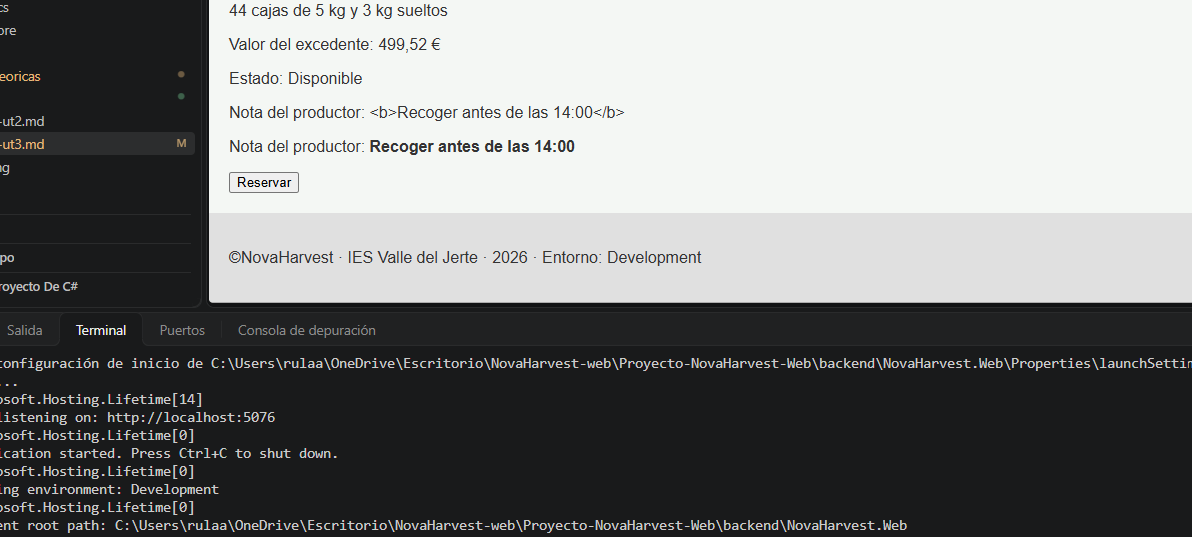 cs
44 cajas de 5 kg y 3 kg sueltos
ore
Valor del excedente: 499,52 €
eoricas
Estado: Disponible
Nota del productor: <b>Recoger antes de las 14:00</b>
-ut2.md
-ut3.md M
Nota del productor: Recoger antes de las 14:00
ng
Reservar
po
©NovaHarvest · IES Valle del Jerte · 2026 · Entorno: Development
royecto De C#
Salida Terminal Puertos Consola de depuración
configuración de inicio de C:\Users\rulaa\OneDrive\Escritorio\NovaHarvest-web\Proyecto-NovaHarvest-Web\backend\NovaHarvest.Web\Properties\launchSettin
...
osoft.Hosting.Lifetime[14]
listening on: http://localhost:5076
osoft.Hosting.Lifetime[0]
ication started. Press Ctrl+C to shut down.
osoft.Hosting.Lifetime[0]
ing environment: Development
osoft.Hosting.Lifetime[0]
ent root path: C:\Users\rulaa\OneDrive\Escritorio\NovaHarvest-web\Proyecto-NovaHarvest-Web\backend\NovaHarvest.Web